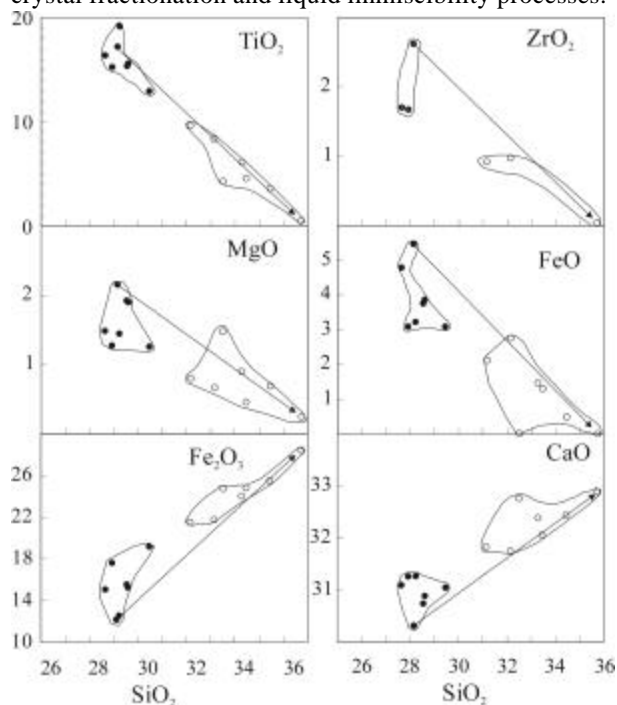 crystal fractionation and liquid immiscibility processes.
20
TiO2
ZrO2
2
10
1
0
MgO
FeO
5
2
4
3
1
2
1
Fe2O3
CaO
26
33
22
32
18
14
31
10
26 28 30 32 34 36
26 28 30 32 34 36
SiO2
SiO2